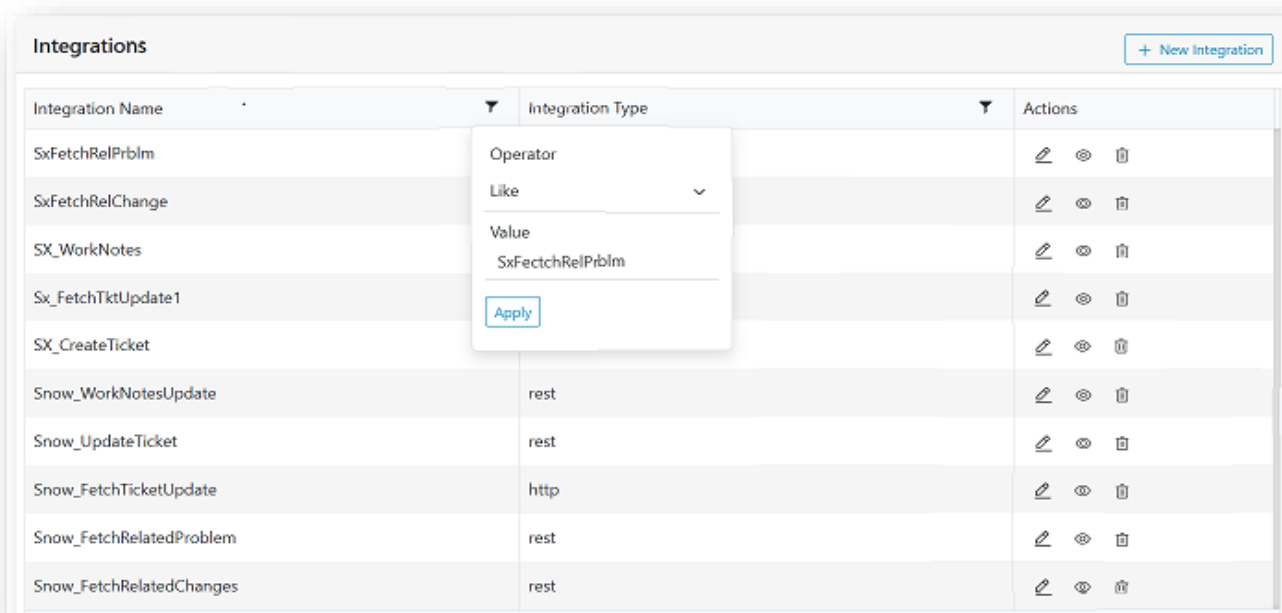 Integrations
+ New Integration
Integration Name Integration Type Actions
SxFetchRelPrblm
SxFetchRelChange
SX_WorkNotes
Sx_FetchTktUpdate1
SX_CreateTicket
Operator
Like
Value
SxFectchRelPrblm
Apply
Snow_WorkNotesUpdate rest
Snow_UpdateTicket rest
Snow_FetchTicketUpdate http
Snow_FetchRelatedProblem rest
Snow_FetchRelatedChanges rest